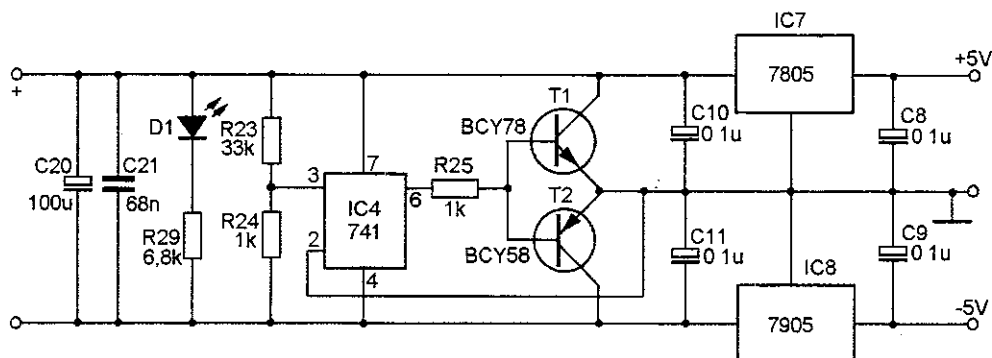 IC7
7805
+5V
+
T1
C10
0 1u
C8
0 1u
D1
R23
33k
BCY78
C20
100u
C21
68n
7
R25
1k
3
6
IC4
741
T2
R24
1k
2
R29
6,8k
BCY58
C11
0 1u
C9
0 1u
4
IC8
7905
-5V